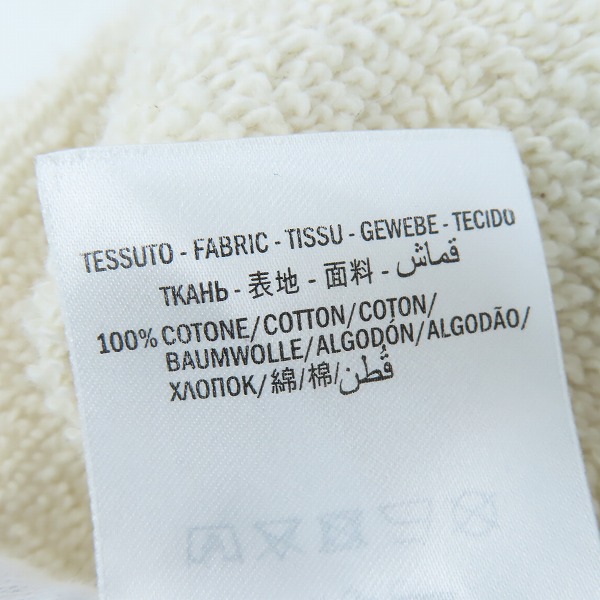 TESSUTO - FABRIC - TISSU - GEWEBE - TECIDO
ТКАНЬ - 表地 - 面料 - قماش
100% COTONE/COTTON/COTON/
BAUMWOLLE/ALGODÓN/ALGODÃO/
ХЛОПОК/綿/棉/قُطن